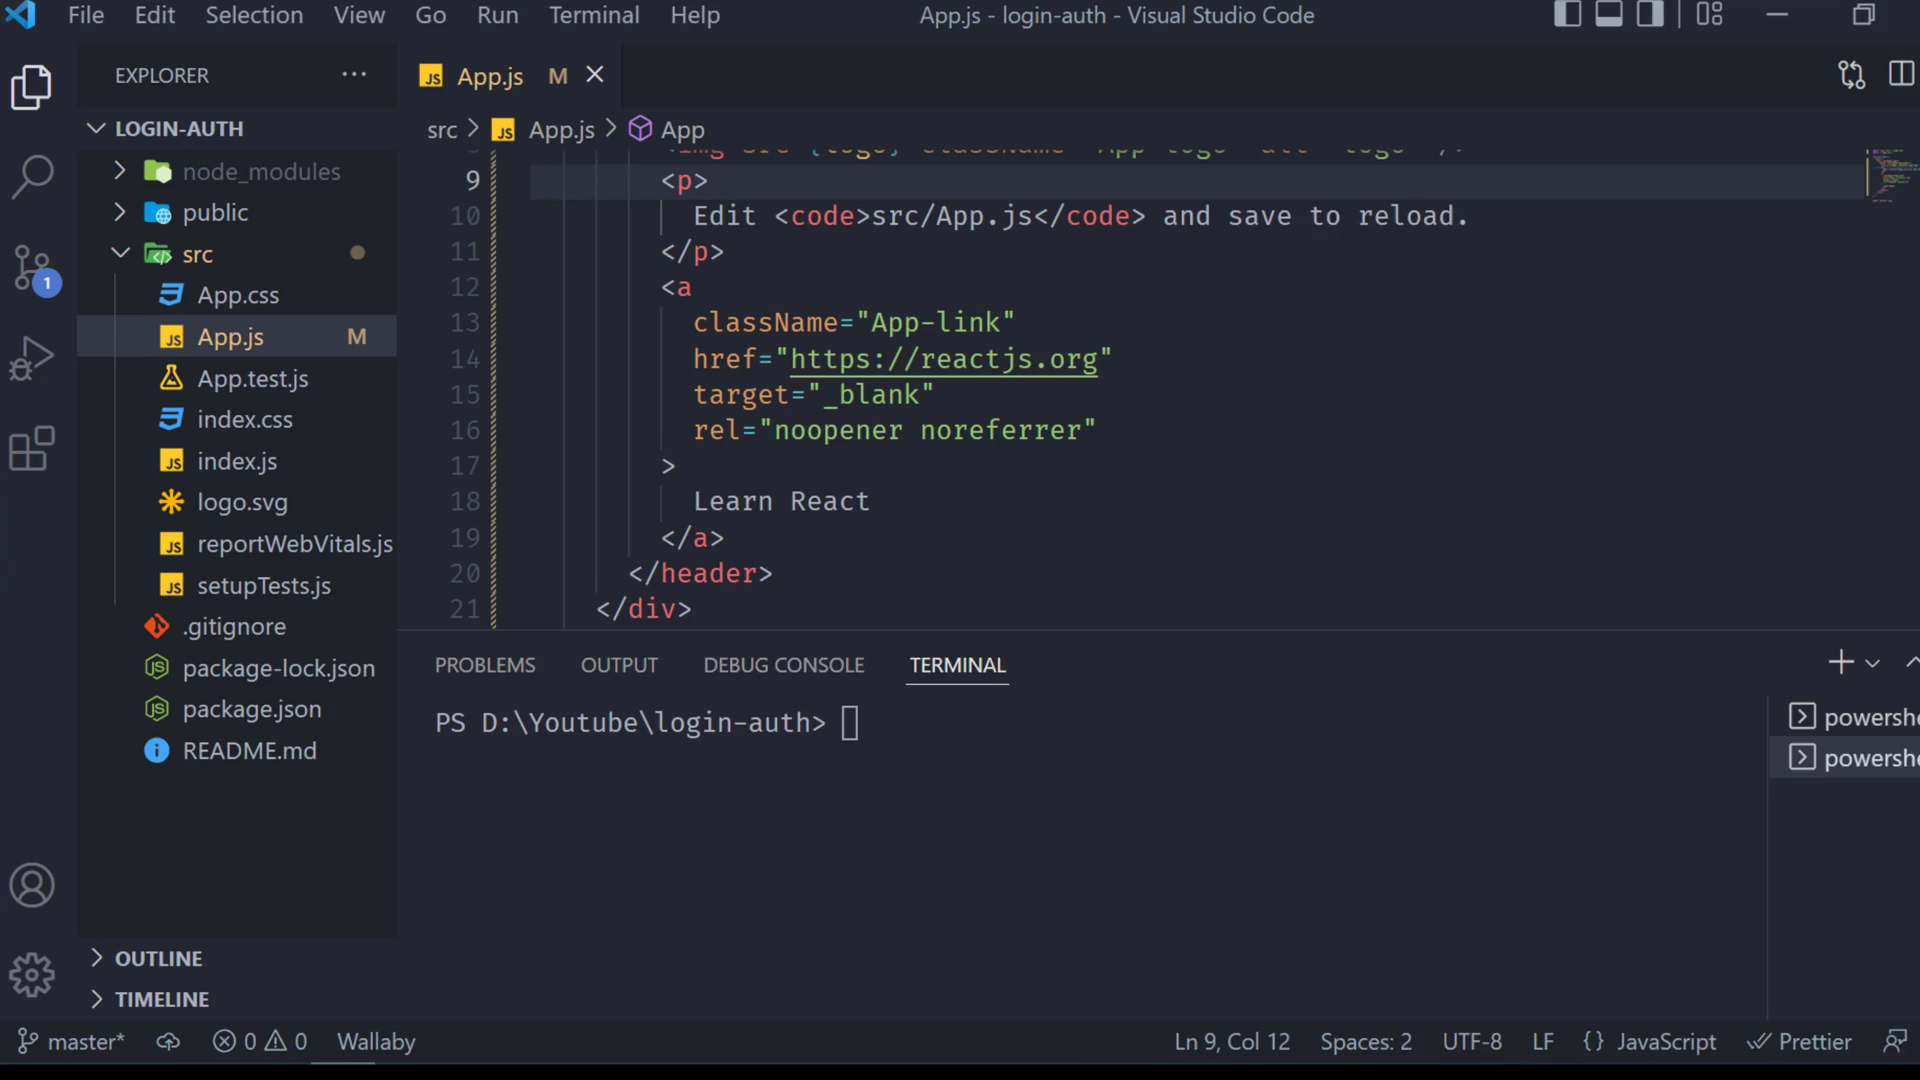 File Edit Selection View Go Run Terminal Help App.js - login-auth - Visual Studio Code
EXPLORER
LOGIN-AUTH
node_modules
public
src
App.css
App.js M
App.test.js
index.css
index.js
logo.svg
reportWebVitals.js
setupTests.js
.gitignore
package-lock.json
package.json
README.md
OUTLINE
TIMELINE
App.js M
src > App.js > App
9 <p>
10 Edit <code>src/App.js</code> and save to reload.
11 </p>
12 <a
13 className="App-link"
14 href="https://reactjs.org"
15 target="_blank"
16 rel="noopener noreferrer"
17 >
18 Learn React
19 </a>
20 </header>
21 </div>
PROBLEMS OUTPUT DEBUG CONSOLE TERMINAL
PS D:\Youtube\login-auth>
powershe
powershe
1
master* 0 0 Wallaby Ln 9, Col 12 Spaces: 2 UTF-8 LF {} JavaScript Prettier